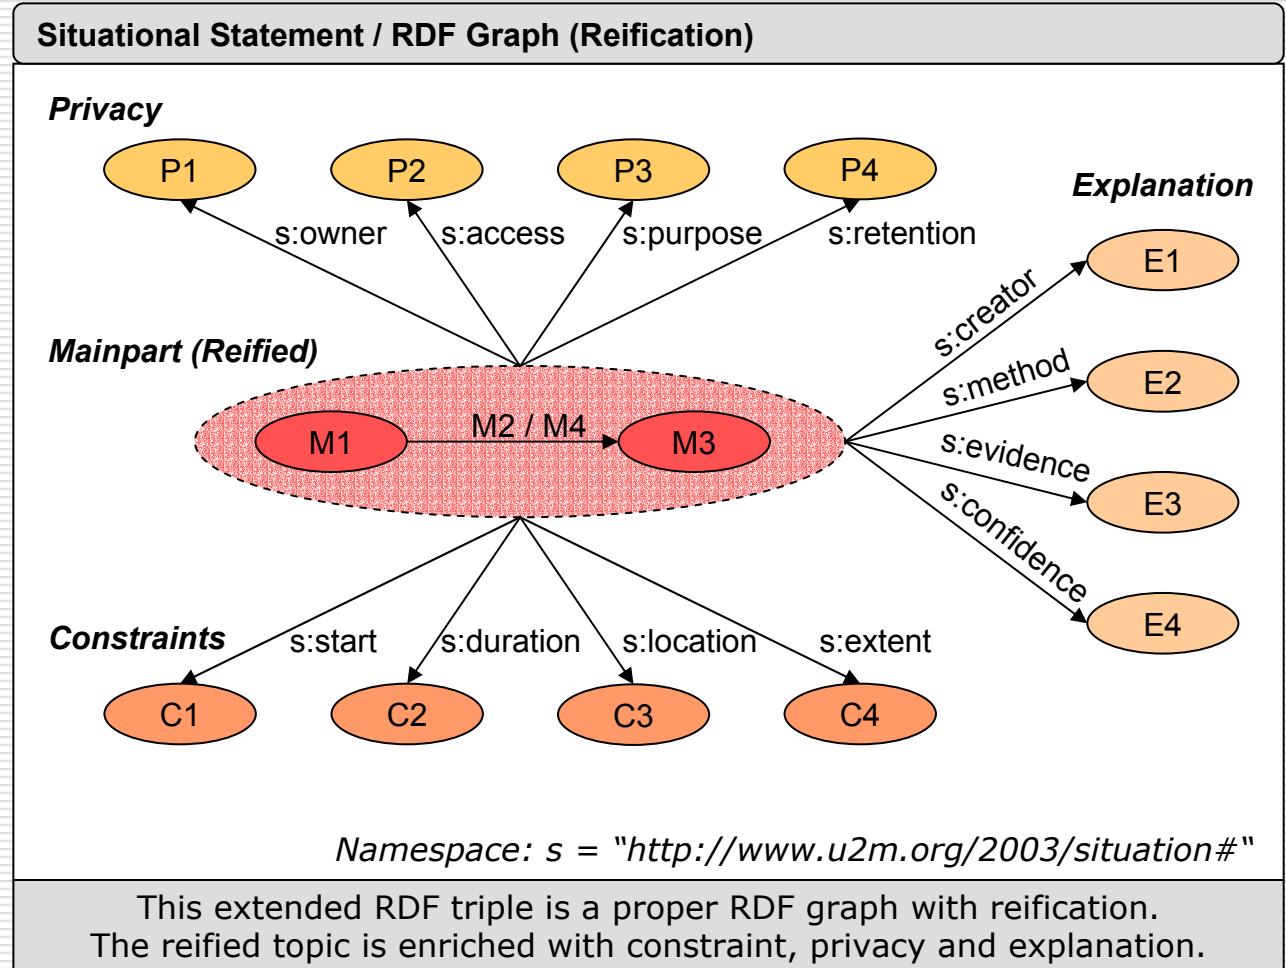 Situational Statement / RDF Graph (Reification)
Privacy
P1
P2
P3
P4
Explanation
s:owner
s:access
s:purpose
s:retention
E1
s:creator
Mainpart (Reified)
s:method
E2
M1
M2 / M4
M3
s:evidence
E3
s:confidence
E4
Constraints
s:start
s:duration
s:location
s:extent
C1
C2
C3
C4
Namespace: s = “http://www.u2m.org/2003/situation#“
This extended RDF triple is a proper RDF graph with reification.
The reified topic is enriched with constraint, privacy and explanation.